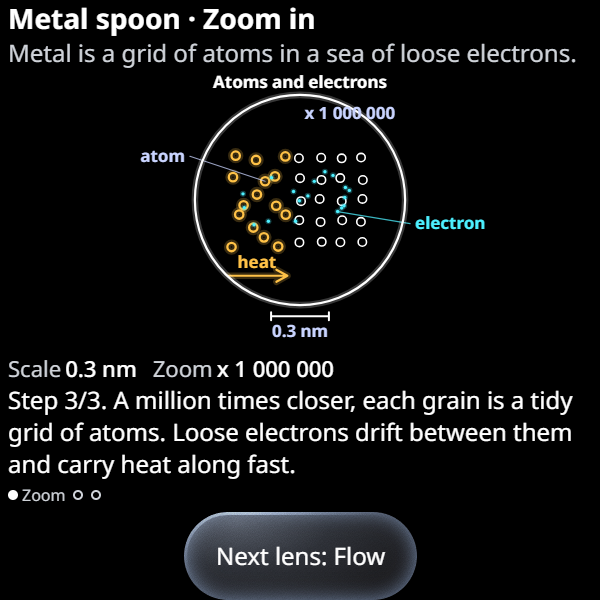 Metal spoon · Zoom in
Metal is a grid of atoms in a sea of loose electrons.
Atoms and electrons
x 1 000 000
atom
electron
heat
0.3 nm
Scale 0.3 nm Zoom x 1 000 000
Step 3/3. A million times closer, each grain is a tidy
grid of atoms. Loose electrons drift between them
and carry heat along fast.
Zoom
Next lens: Flow